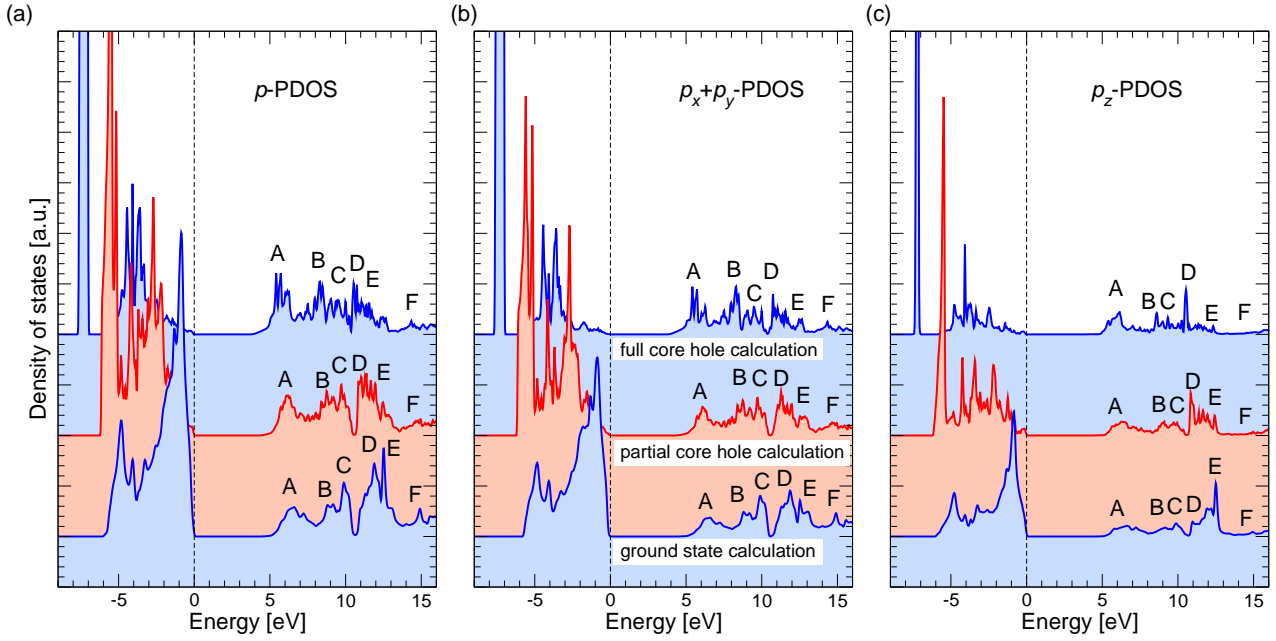 (a)
(b)
(c)
p-PDOS
px+py-PDOS
pz-PDOS
Density of states [a.u.]
A
B
C
D
E
F
A
B
C
D
E
F
A
B
C
D
E
F
A
B
C
D
E
F
full core hole calculation
A
B
C
D
E
F
partial core hole calculation
A
B
C
D
E
F
ground state calculation
A
B
C
D
E
F
A
B
C
D
E
F
A
B
C
D
E
F
-5 0 5 10 15
-5 0 5 10 15
-5 0 5 10 15
Energy [eV]
Energy [eV]
Energy [eV]